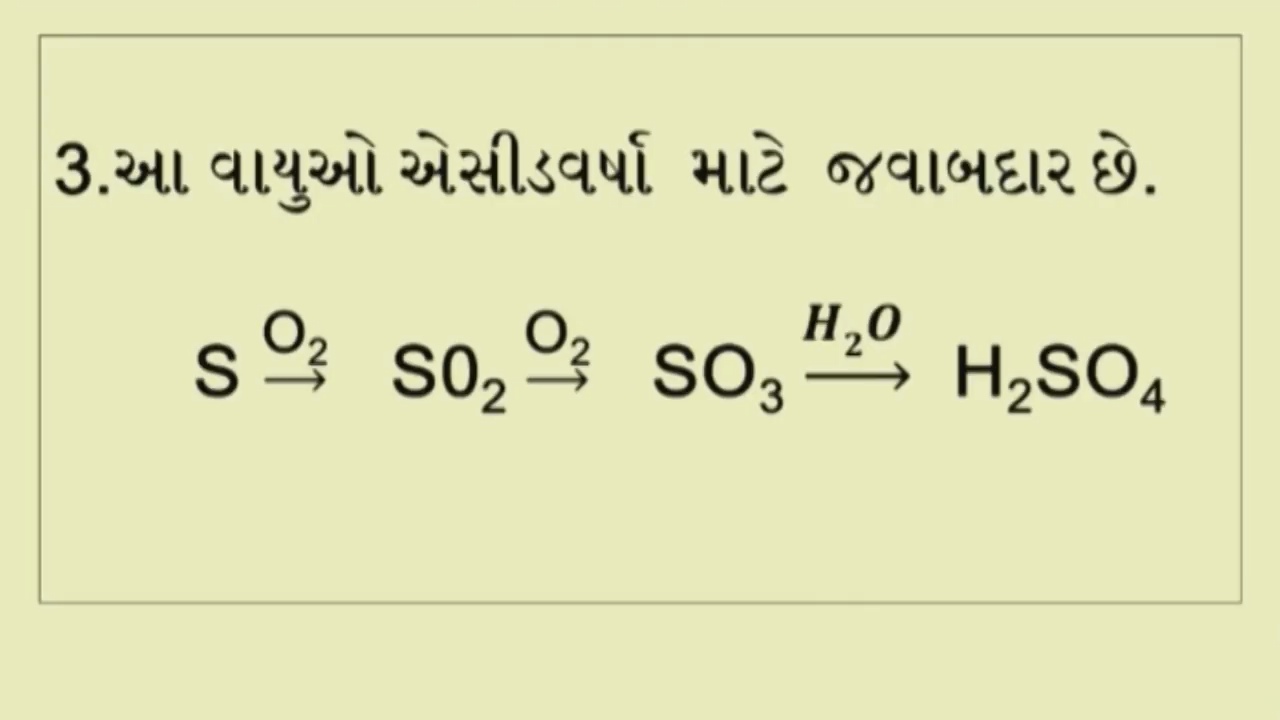 3.આ વાયુઓ એસીડવર્ષા માટે જવાબદાર છે.
S O₂→ S0₂ O₂→ SO₃ H₂O→ H₂SO₄